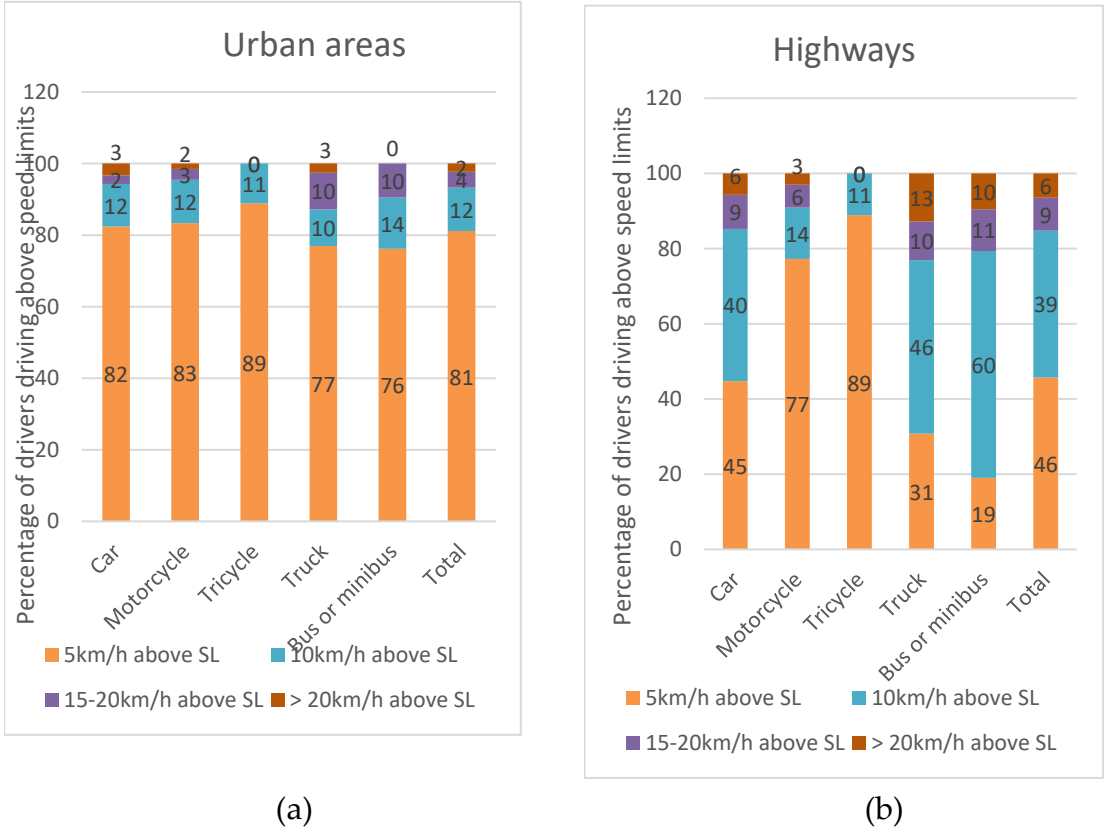 Urban areas
Percentage of drivers driving above speed limits
120
100
80
60
40
20
0
3 2 0 3 0 2
2 3 0 10 10 4
12 12 11 10 14 12
82 83 89 77 76 81
Car
Motorcycle
Tricycle
Truck
Bus or minibus
Total
5km/h above SL
10km/h above SL
15-20km/h above SL
> 20km/h above SL
(a)
Highways
Percentage of drivers driving above speed limits
120
100
80
60
40
20
0
6 3 0 13 10 6
9 6 0 10 11 9
40 14 11 46 60 39
45 77 89 31 19 46
Car
Motorcycle
Tricycle
Truck
Bus or minibus
Total
5km/h above SL
10km/h above SL
15-20km/h above SL
> 20km/h above SL
(b)